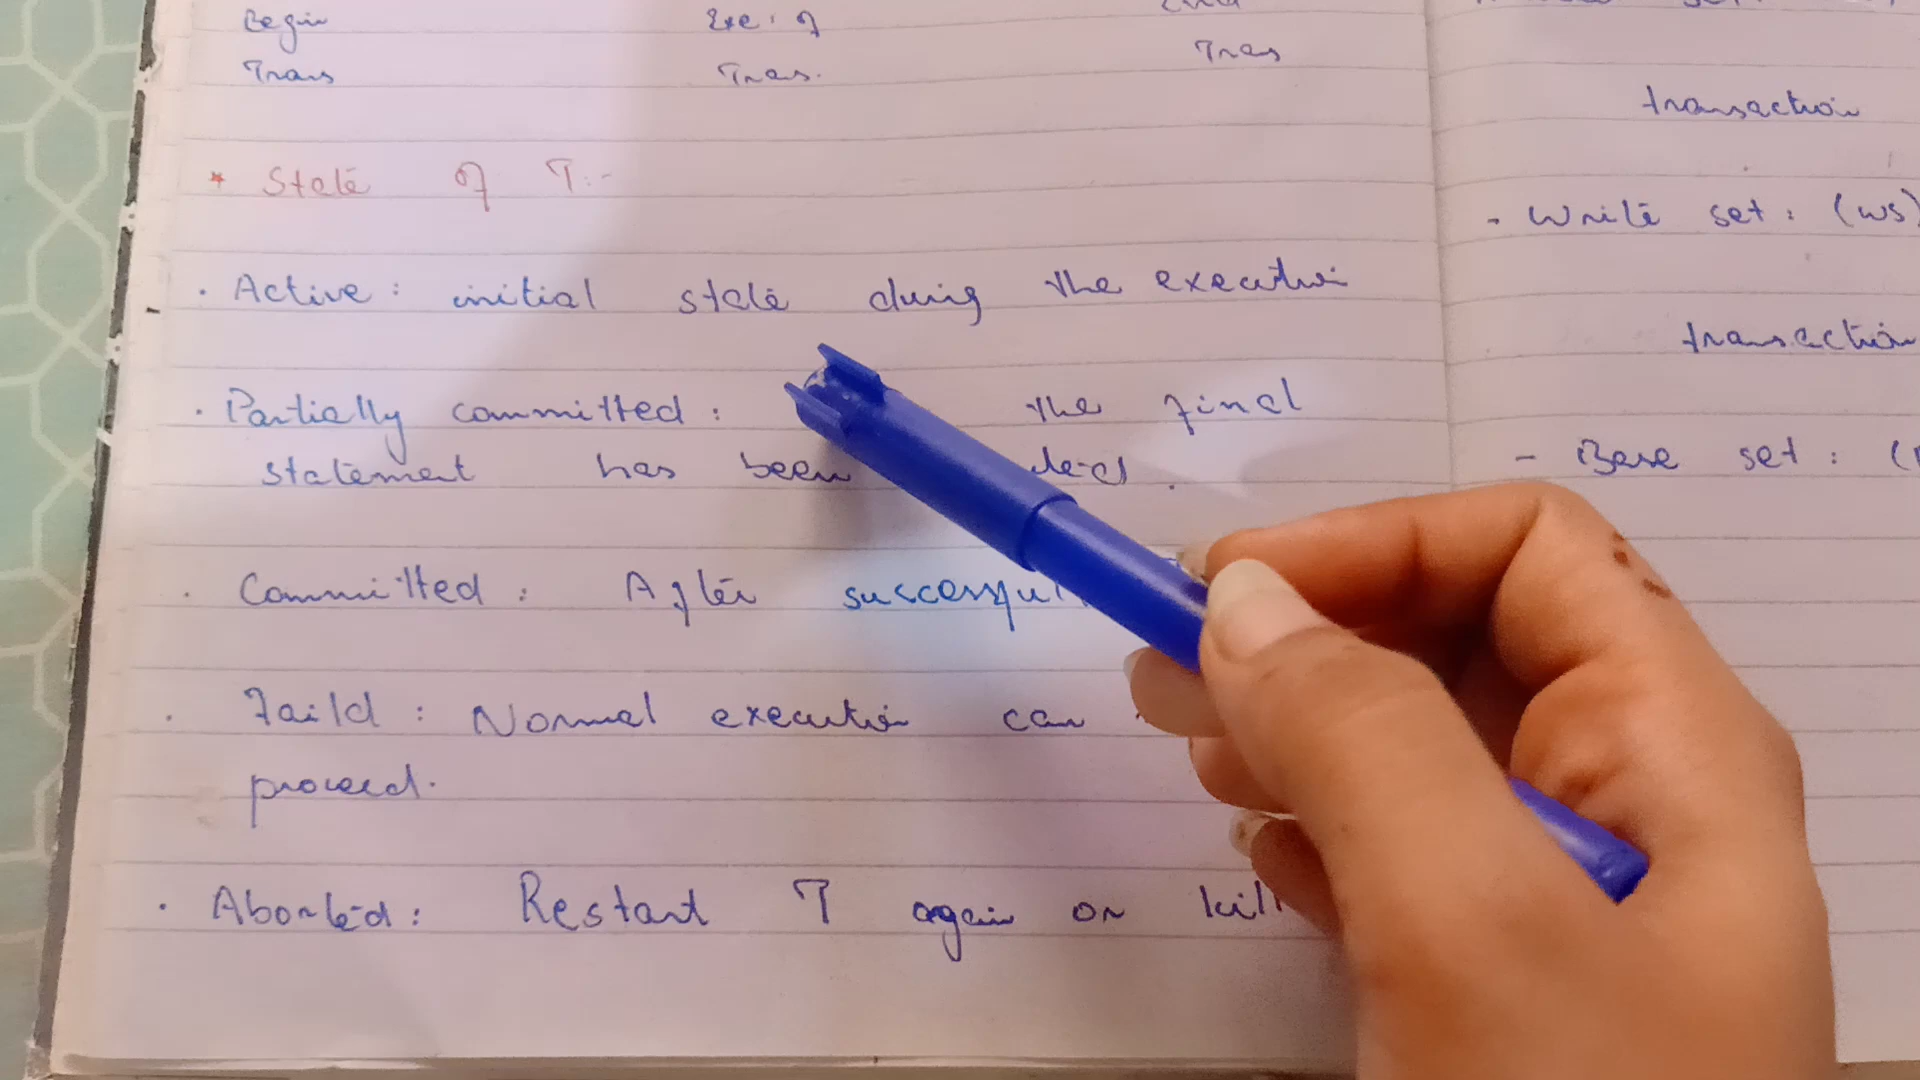 Begin Exe: of
Trans Trans. Trans
* State of T:-
. Active: initial state during the execution
. Partially committed: the final
statement has been
. Committed: After
. Faild: Normal execution can
proceed.
. Aborted: Restart T again or kill
transaction
- Write set: (WS)
transaction
- Base set: (